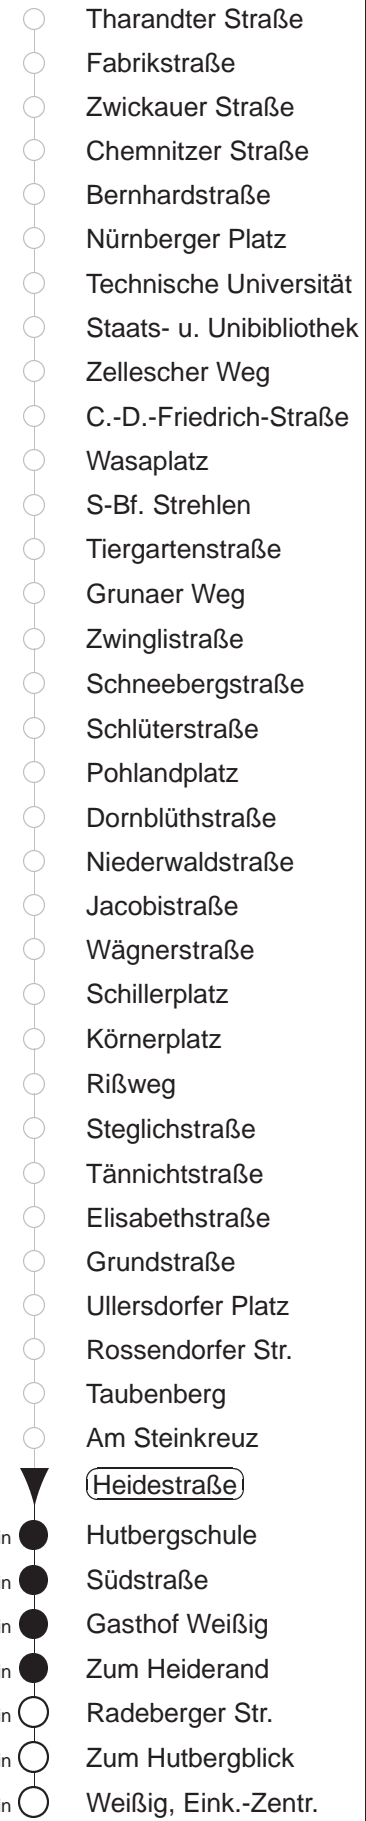 Tharandter Straße
Fabrikstraße
Zwickauer Straße
Chemnitzer Straße
Bernhardstraße
Nürnberger Platz
Technische Universität
Staats- u. Unibibliothek
Zellescher Weg
C.-D.-Friedrich-Straße
Wasaplatz
S-Bf. Strehlen
Tiergartenstraße
Grunaer Weg
Zwinglistraße
Schneebergstraße
Schlüterstraße
Pohlandplatz
Dornblüthstraße
Niederwaldstraße
Jacobistraße
Wägnerstraße
Schillerplatz
Körnerplatz
Rißweg
Steglichstraße
Tännichtstraße
Elisabethstraße
Grundstraße
Ullersdorfer Platz
Rossendorfer Str.
Taubenberg
Am Steinkreuz
Heidestraße
Hutbergschule
Südstraße
Gasthof Weißig
Zum Heiderand
Radeberger Str.
Zum Hutbergblick
Weißig, Eink.-Zentr.